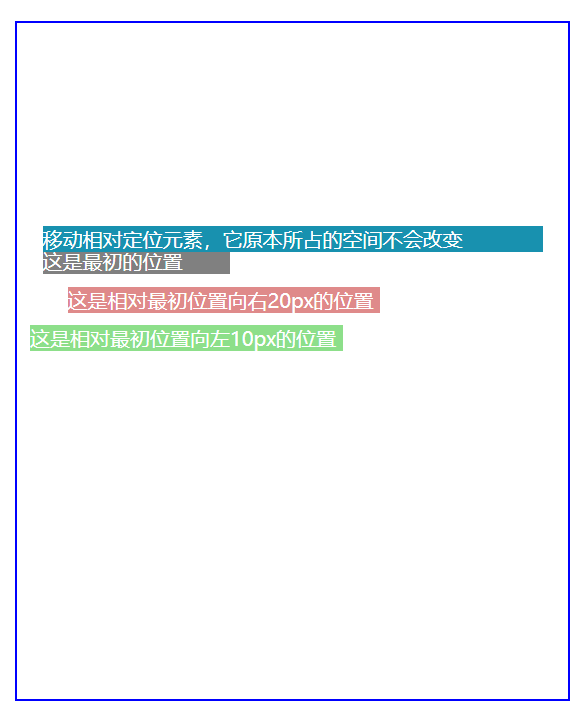 移动相对定位元素，它原本所占的空间不会改变
这是最初的位置
这是相对最初位置向右20px的位置
这是相对最初位置向左10px的位置